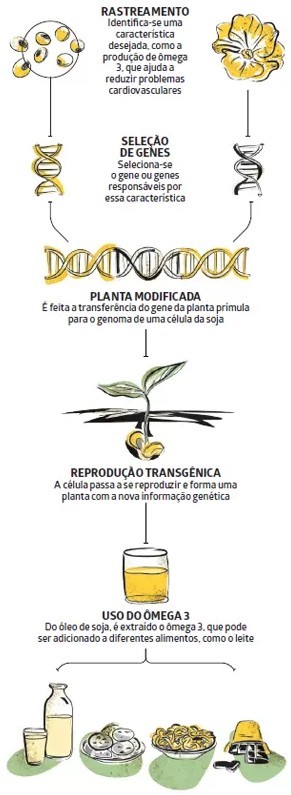 RASTREAMENTO
Identifica-se uma
característica
desejada, como a
produção de ômega
3, que ajuda a
reduzir problemas
cardiovasculares
SELEÇÃO
DE GENES
Seleciona-se
o gene ou genes
responsáveis por
essa característica
PLANTA MODIFICADA
É feita a transferência do gene da planta prímula
para o genoma de uma célula da soja
REPRODUÇÃO TRANSGÊNICA
A célula passa a se reproduzir e forma uma
planta com a nova informação genética
USO DO ÔMEGA 3
Do óleo de soja, é extraído o ômega 3, que pode
ser adicionado a diferentes alimentos, como o leite